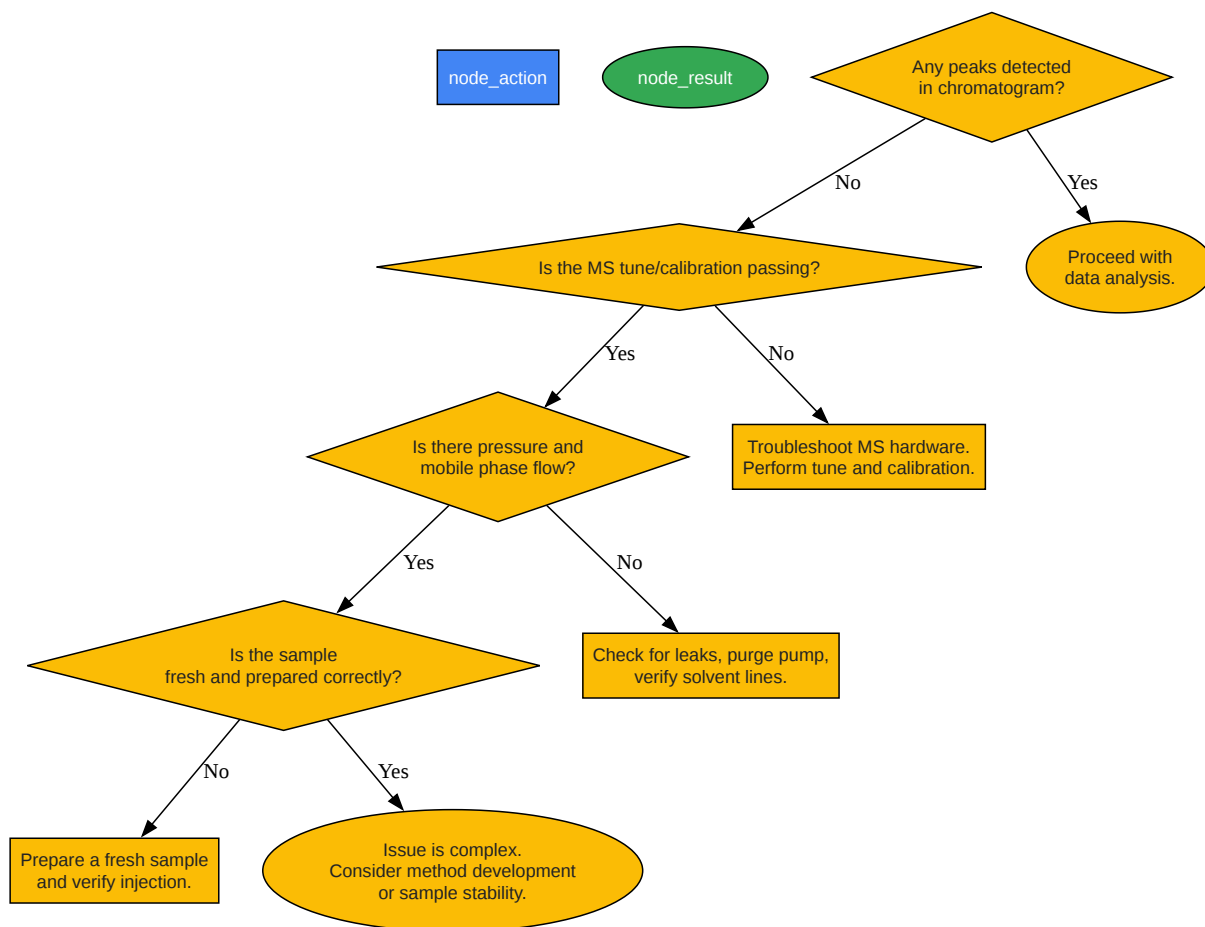 node_action
node_result
Any peaks detected
in chromatogram?
No
Yes
Is the MS tune/calibration passing?
Proceed with
data analysis.
Yes
No
Is there pressure and
mobile phase flow?
Troubleshoot MS hardware.
Perform tune and calibration.
Yes
No
Is the sample
fresh and prepared correctly?
Check for leaks, purge pump,
verify solvent lines.
No
Yes
Prepare a fresh sample
and verify injection.
Issue is complex.
Consider method development
or sample stability.